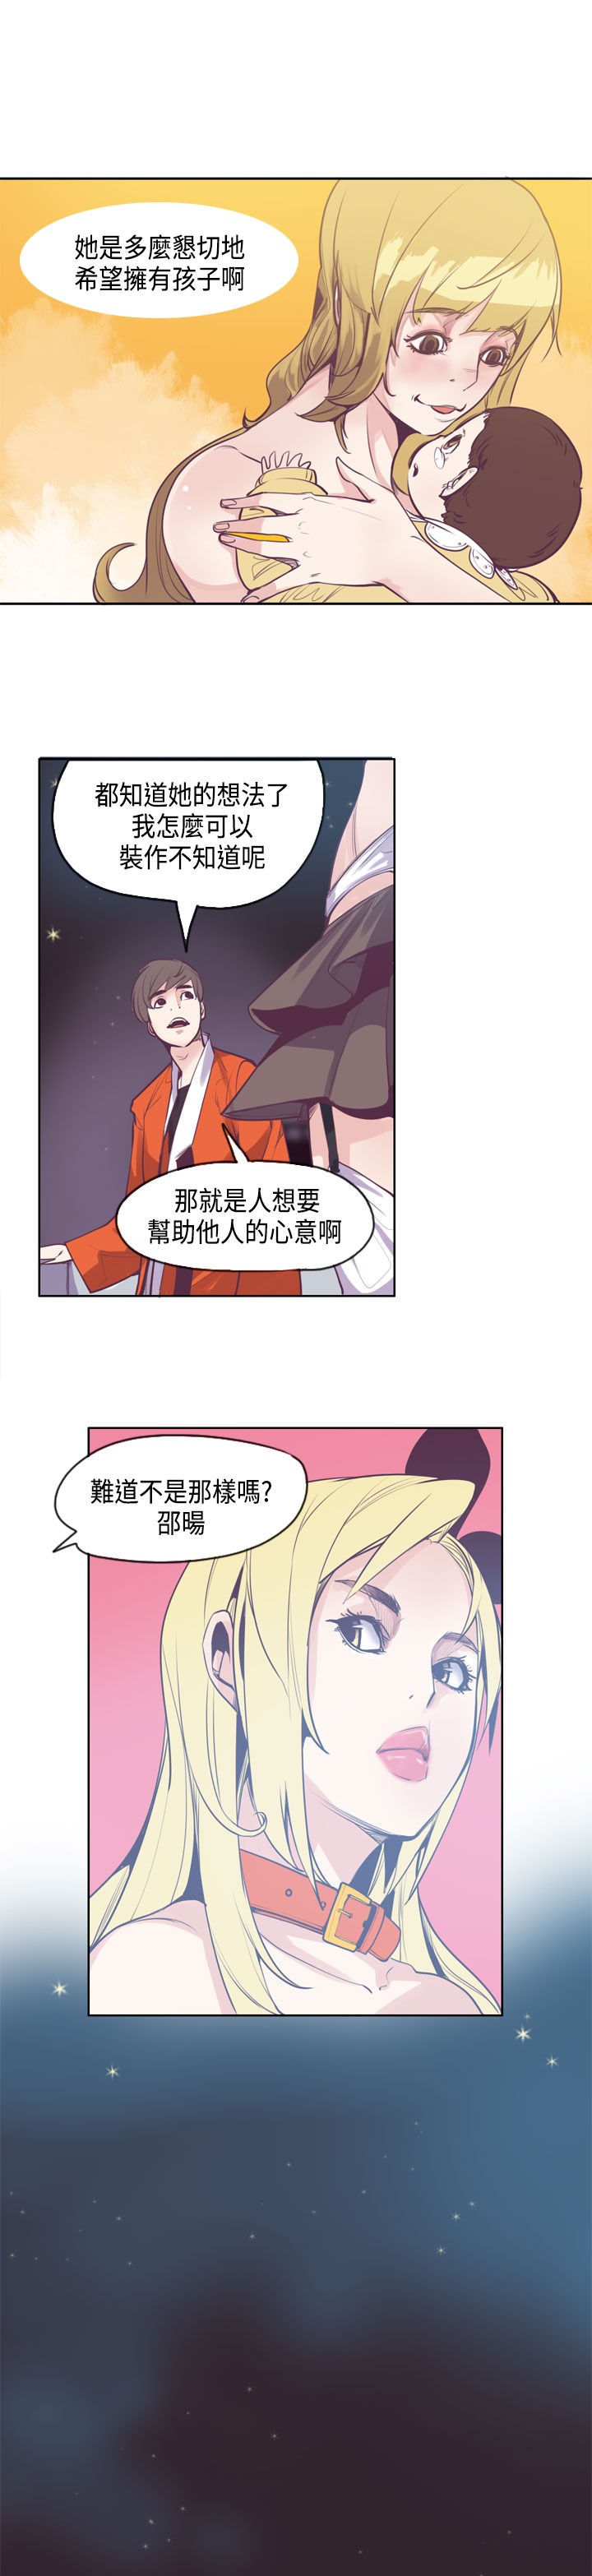 她是多麼懇切地
希望擁有孩子啊
都知道她的想法了
我怎麼可以
裝作不知道呢
那就是人想要
幫助他人的心意啊
難道不是那樣嗎?
邵暘